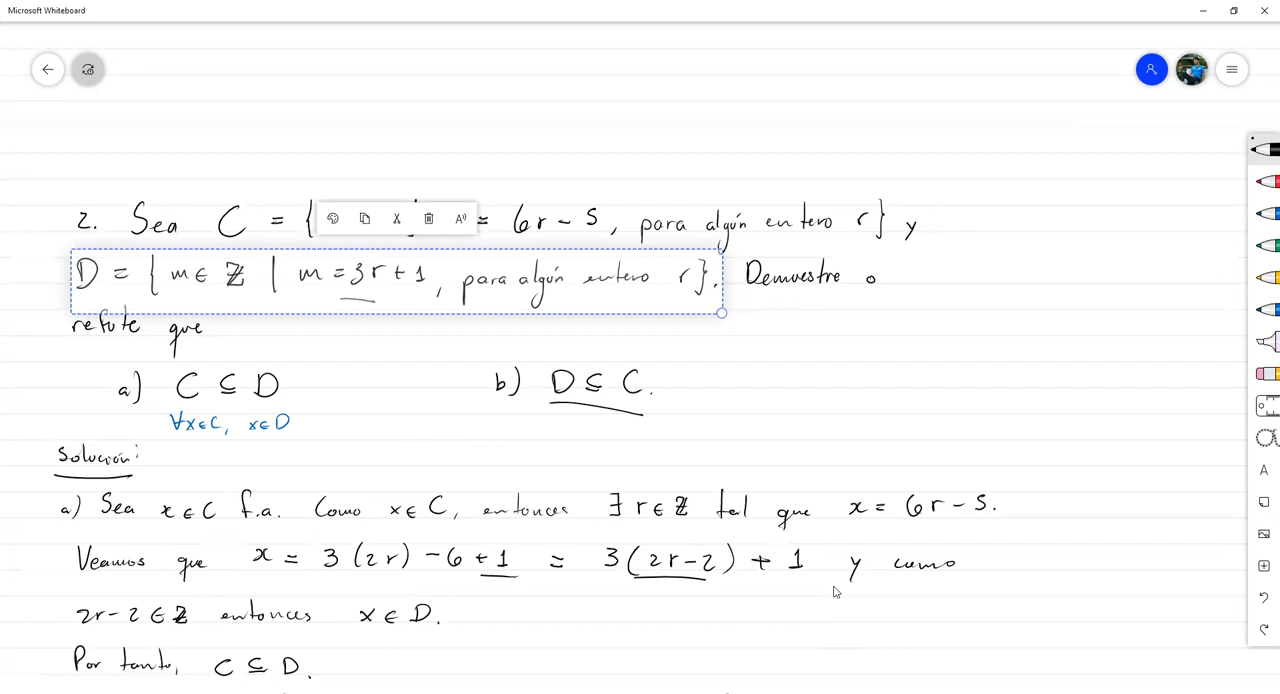 Microsoft Whiteboard
2. Sea C = { = 6r - 5, para algún entero r} y
D = { m ∈ ℤ | m = 3r + 1, para algún entero r}. Demuestre o
refute que
a) C ⊆ D b) D ⊆ C.
∀x∈C, x∈D
Solución:
a) Sea x ∈ C f.a. Como x ∈ C, entonces ∃ r ∈ ℤ tal que x = 6r - 5.
Veamos que x = 3(2r) - 6 + 1 = 3(2r - 2) + 1 y como
2r - 2 ∈ ℤ entonces x ∈ D.
Por tanto, C ⊆ D.